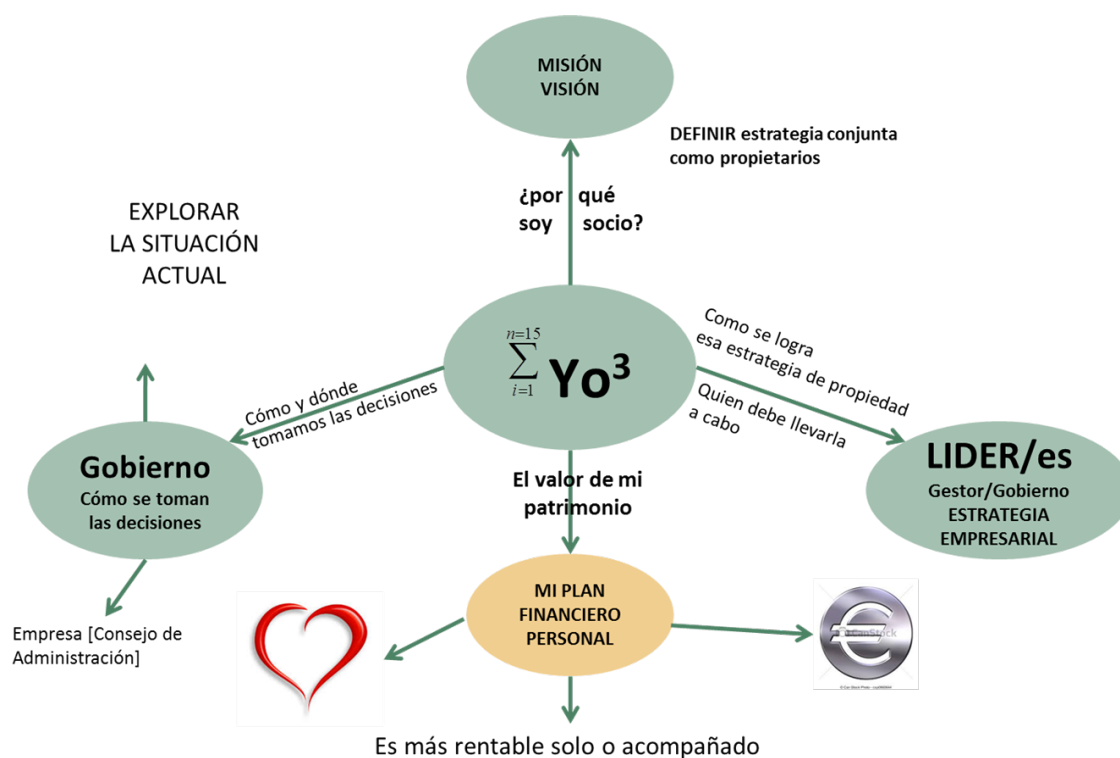 MISIÓN
VISIÓN
DEFINIR estrategia conjunta
como propietarios
¿por qué
soy socio?
EXPLORAR
LA SITUACIÓN
ACTUAL
n=15
∑ Yo³
i=1
Como se logra
esa estrategia de propiedad
Quien debe llevarla
a cabo
Cómo y dónde
tomamos las decisiones
Gobierno
Cómo se toman
las decisiones
LIDER/es
Gestor/Gobierno
ESTRATEGIA
EMPRESARIAL
El valor de mi
patrimonio
MI PLAN
FINANCIERO
PERSONAL
€
CanStock
Empresa [Consejo de
Administración]
Es más rentable solo o acompañado